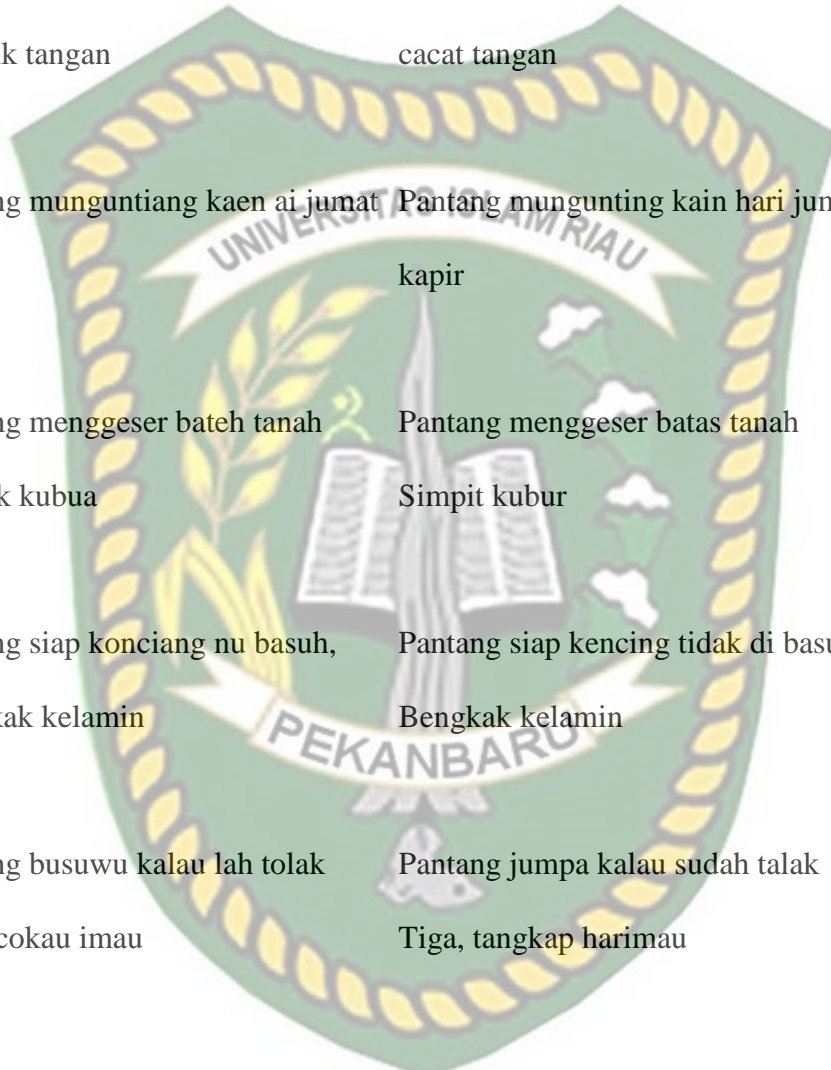 k tangan
cacat tangan
ng munguntiang kaen ai jumat
Pantang mungunting kain hari jum
kapir
UNIVERSITAS ISLAM RIAU
ng menggeser bateh tanah
Pantang menggeser batas tanah
k kubua
Simpit kubur
ng siap konciang nu basuh,
Pantang siap kencing tidak di basu
kak kelamin
Bengkak kelamin
PEKANBARU
ng busuwu kalau lah tolak
Pantang jumpa kalau sudah talak
cokau imau
Tiga, tangkap harimau